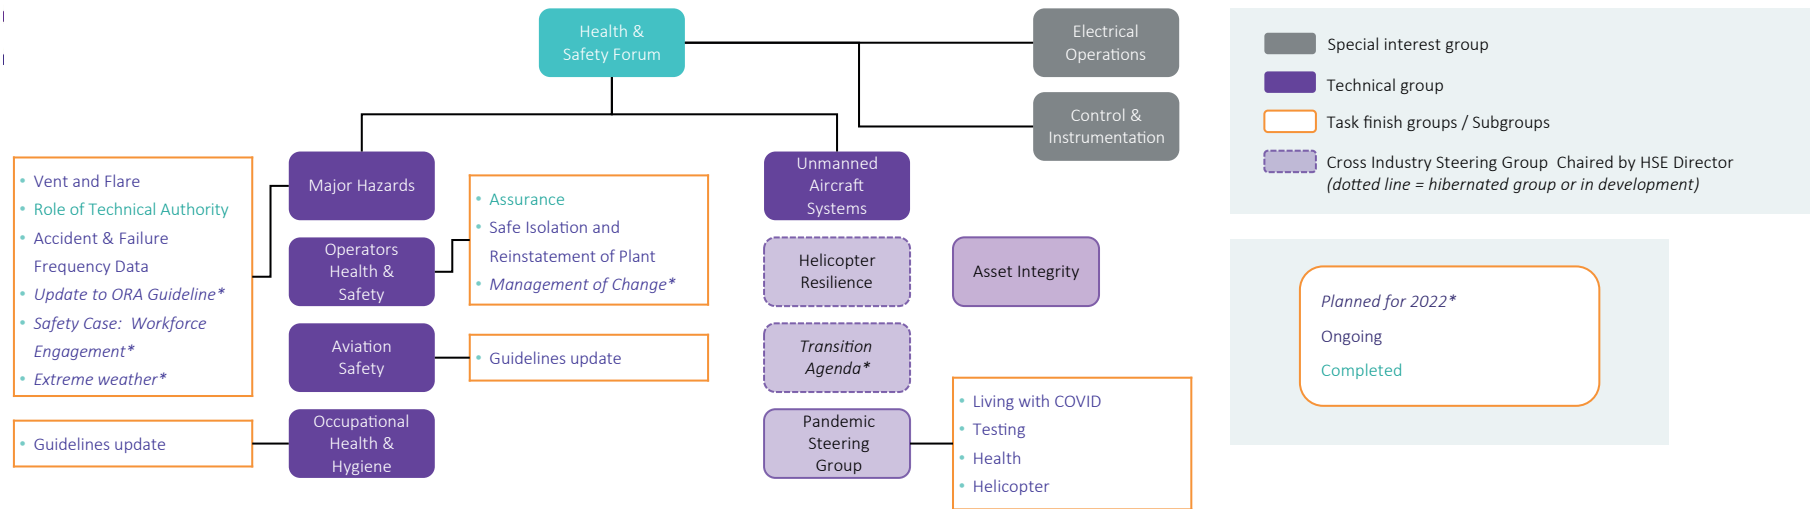 Health &
Safety Forum
Electrical
Operations
Control &
Instrumentation
Special interest group
Technical group
Task finish groups / Subgroups
Cross Industry Steering Group  Chaired by HSE Director
(dotted line = hibernated group or in development)
• Vent and Flare
• Role of Technical Authority
• Accident & Failure
Frequency Data
• Update to ORA Guideline*
• Safety Case:  Workforce
Engagement*
• Extreme weather*
Major Hazards
• Assurance
• Safe Isolation and
Reinstatement of Plant
• Management of Change*
Operators
Health &
Safety
Aviation
Safety
• Guidelines update
• Guidelines update
Occupational
Health &
Hygiene
Unmanned
Aircraft
Systems
Helicopter
Resilience
Asset Integrity
Transition
Agenda*
Pandemic
Steering
Group
• Living with COVID
• Testing
• Health
• Helicopter
Planned for 2022*
Ongoing
Completed